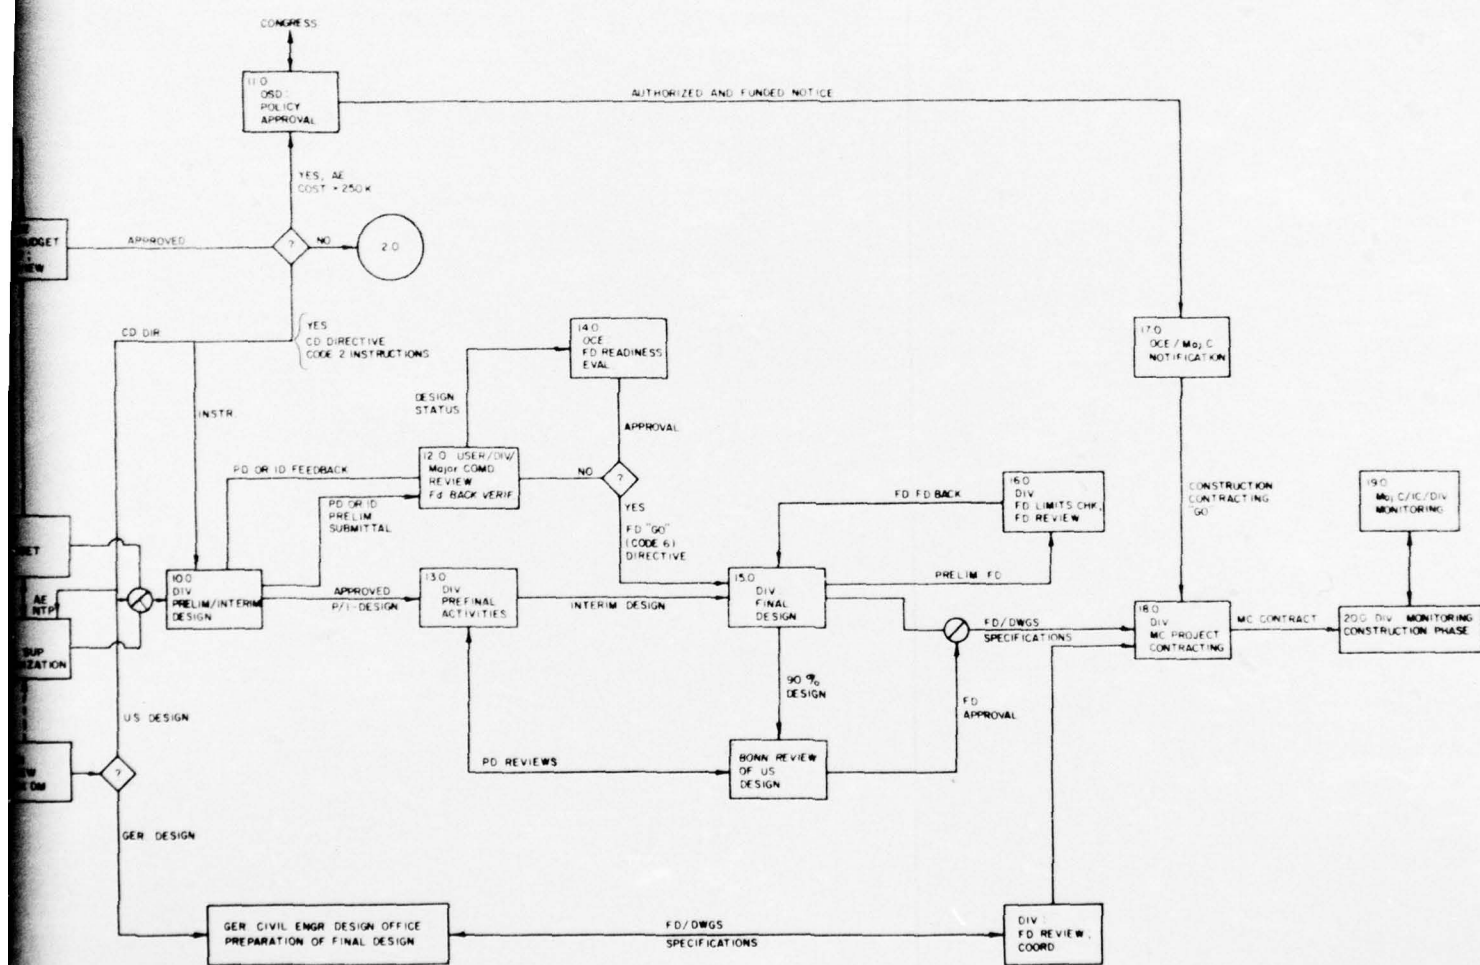 CONGRESS
11.0
OSD:
POLICY
APPROVAL
AUTHORIZED AND FUNDED NOTICE
YES, AE
COST
250 K
APPROVED
?
NO
2.0
CD DIR
YES
CD DIRECTIVE
CODE 2 INSTRUCTIONS
INSTR.
14.0
OCE:
FD READINESS
EVAL
17.0
OCE/Maj C
NOTIFICATION
DESIGN
STATUS
APPROVAL
PD OR ID FEEDBACK
12.0 USER/DIV/
Major COMD
REVIEW
Fd BACK VERIF.
NO
?
PD OR ID
PRELIM
SUBMITTAL
YES
FD "GO"
(CODE 6)
DIRECTIVE
FD FD BACK
16.0
DIV
FD LIMITS CHK,
FD REVIEW
CONSTRUCTION
CONTRACTING
"GO"
19.0
Maj C/IC/DIV
MONITORING
AE
NTP
10.0
DIV
PRELIM/INTERIM
DESIGN
APPROVED
P/I-DESIGN
13.0
DIV
PREFINAL
ACTIVITIES
INTERIM DESIGN
15.0
DIV
FINAL
DESIGN
PRELIM FD
FD/DWGS
SPECIFICATIONS
18.0
DIV
MC PROJECT
CONTRACTING
MC CONTRACT
20.0 DIV MONITORING
CONSTRUCTION PHASE
90 %
DESIGN
FD
APPROVAL
US DESIGN
?
PD REVIEWS
BONN REVIEW
OF US
DESIGN
GER DESIGN
GER CIVIL ENGR DESIGN OFFICE
PREPARATION OF FINAL DESIGN
FD/DWGS
SPECIFICATIONS
DIV:
FD REVIEW,
COORD